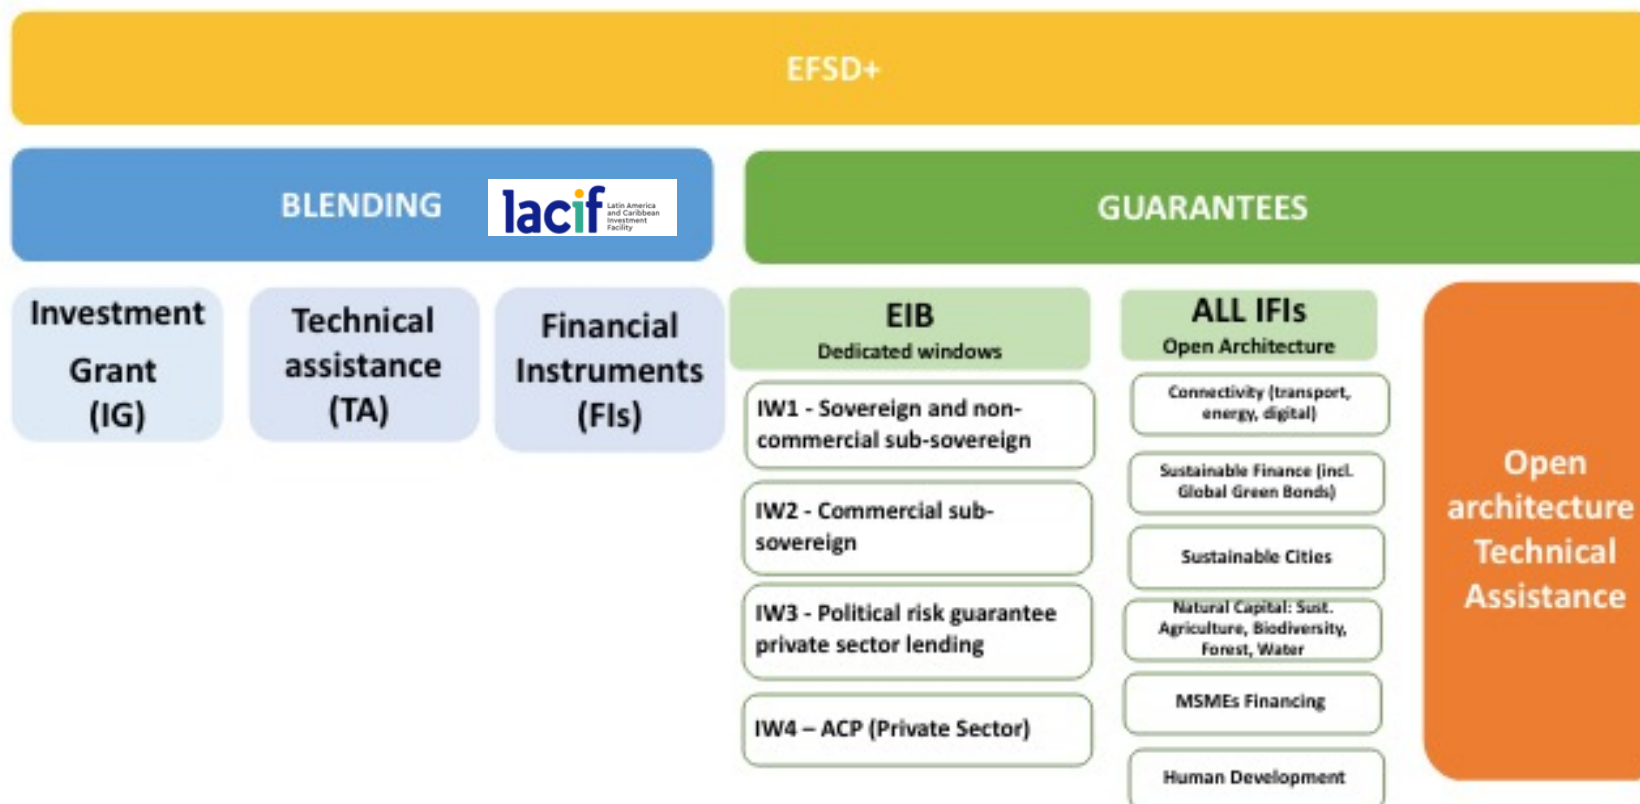 EFSD+
BLENDING
lacif
Latin America
and Caribbean
Investment
Facility
GUARANTEES
Investment
Grant
(IG)
Technical
assistance
(TA)
Financial
Instruments
(FIs)
EIB
Dedicated windows
IW1 - Sovereign and non-
commercial sub-sovereign
IW2 - Commercial sub-
sovereign
IW3 - Political risk guarantee
private sector lending
IW4 – ACP (Private Sector)
ALL IFIs
Open Architecture
Connectivity (transport,
energy, digital)
Sustainable Finance (incl.
Global Green Bonds)
Sustainable Cities
Natural Capital: Sust.
Agriculture, Biodiversity,
Forest, Water
MSMEs Financing
Human Development
Open
architecture
Technical
Assistance